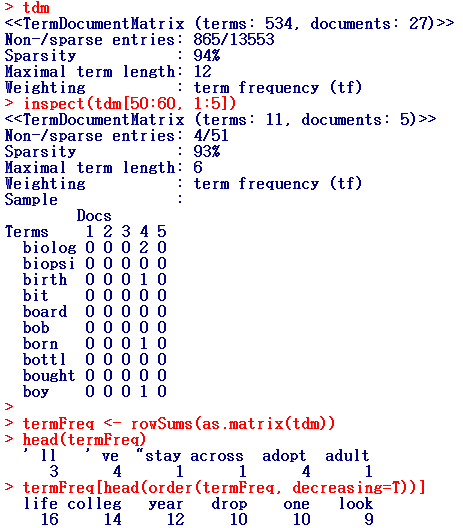 > tdm
<<TermDocumentMatrix (terms: 534, documents: 27)>>
Non-/sparse entries: 865/13553
Sparsity           : 94%
Maximal term length: 12
Weighting          : term frequency (tf)
> inspect(tdm[50:60, 1:5])
<<TermDocumentMatrix (terms: 11, documents: 5)>>
Non-/sparse entries: 4/51
Sparsity           : 93%
Maximal term length: 6
Weighting          : term frequency (tf)
Sample             :
        Docs
Terms    1 2 3 4 5
  biolog 0 0 0 2 0
  biopsi 0 0 0 0 0
  birth  0 0 0 1 0
  bit    0 0 0 0 0
  board  0 0 0 0 0
  bob    0 0 0 0 0
  born   0 0 0 1 0
  bottl  0 0 0 0 0
  bought 0 0 0 0 0
  boy    0 0 0 1 0
>
> termFreq <- rowSums(as.matrix(tdm))
> head(termFreq)
  ’ ll   ’ ve  “stay across  adopt  adult
     3      4      1      1      4      1
> termFreq[head(order(termFreq, decreasing=T))]
  life colleg   year   drop    one   look
    16     14     12     10     10      9